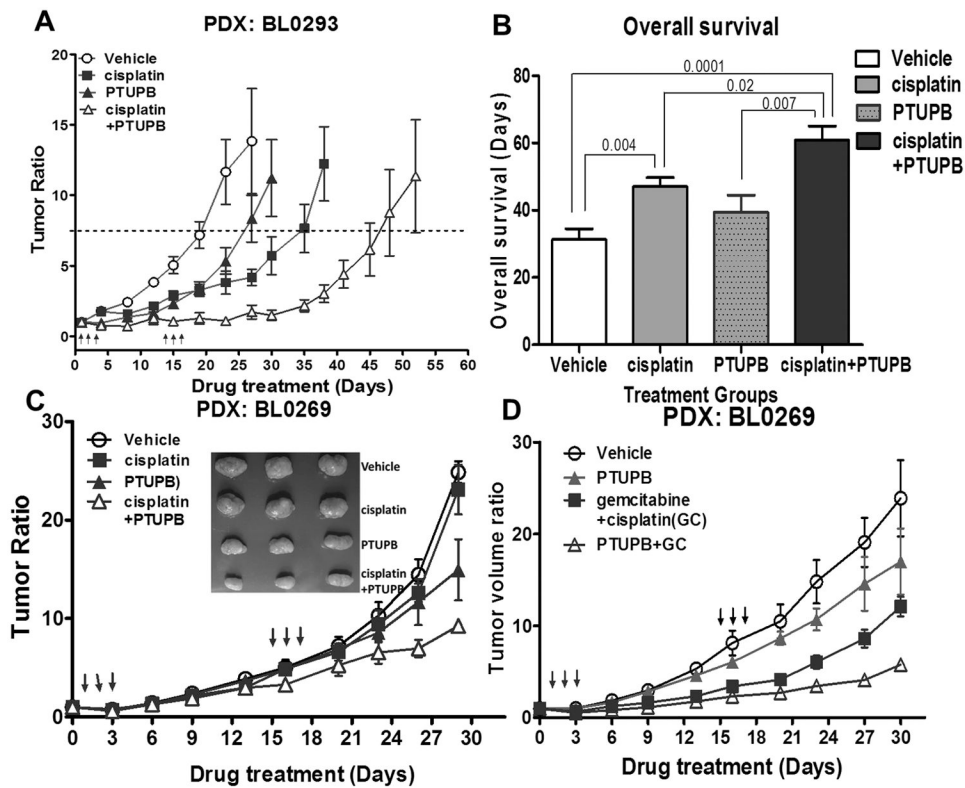 A
PDX: BL0293
Vehicle
cisplatin
PTUPB
cisplatin
+PTUPB
Tumor Ratio
20
15
10
5
0
0 5 10 15 20 25 30 35 40 45 50 55 60
Drug treatment (Days)
B
Overall survival
0.0001
0.02
0.007
0.004
Vehicle
cisplatin
PTUPB
cisplatin
+PTUPB
Overall survival (Days)
80
60
40
20
0
Vehicle cisplatin PTUPB cisplatin+PTUPB
Treatment Groups
C
PDX: BL0269
Vehicle
cisplatin
PTUPB)
cisplatin
+PTUPB
Vehicle
cisplatin
PTUPB
cisplatin
+PTUPB
Tumor Ratio
30
20
10
0
0 3 6 9 12 15 18 21 24 27 30
Drug treatment (Days)
D
PDX: BL0269
Vehicle
PTUPB
gemcitabine
+cisplatin(GC)
PTUPB+GC
Tumor volume ratio
30
20
10
0
0 3 6 9 12 15 18 21 24 27 30
Drug treatment (Days)